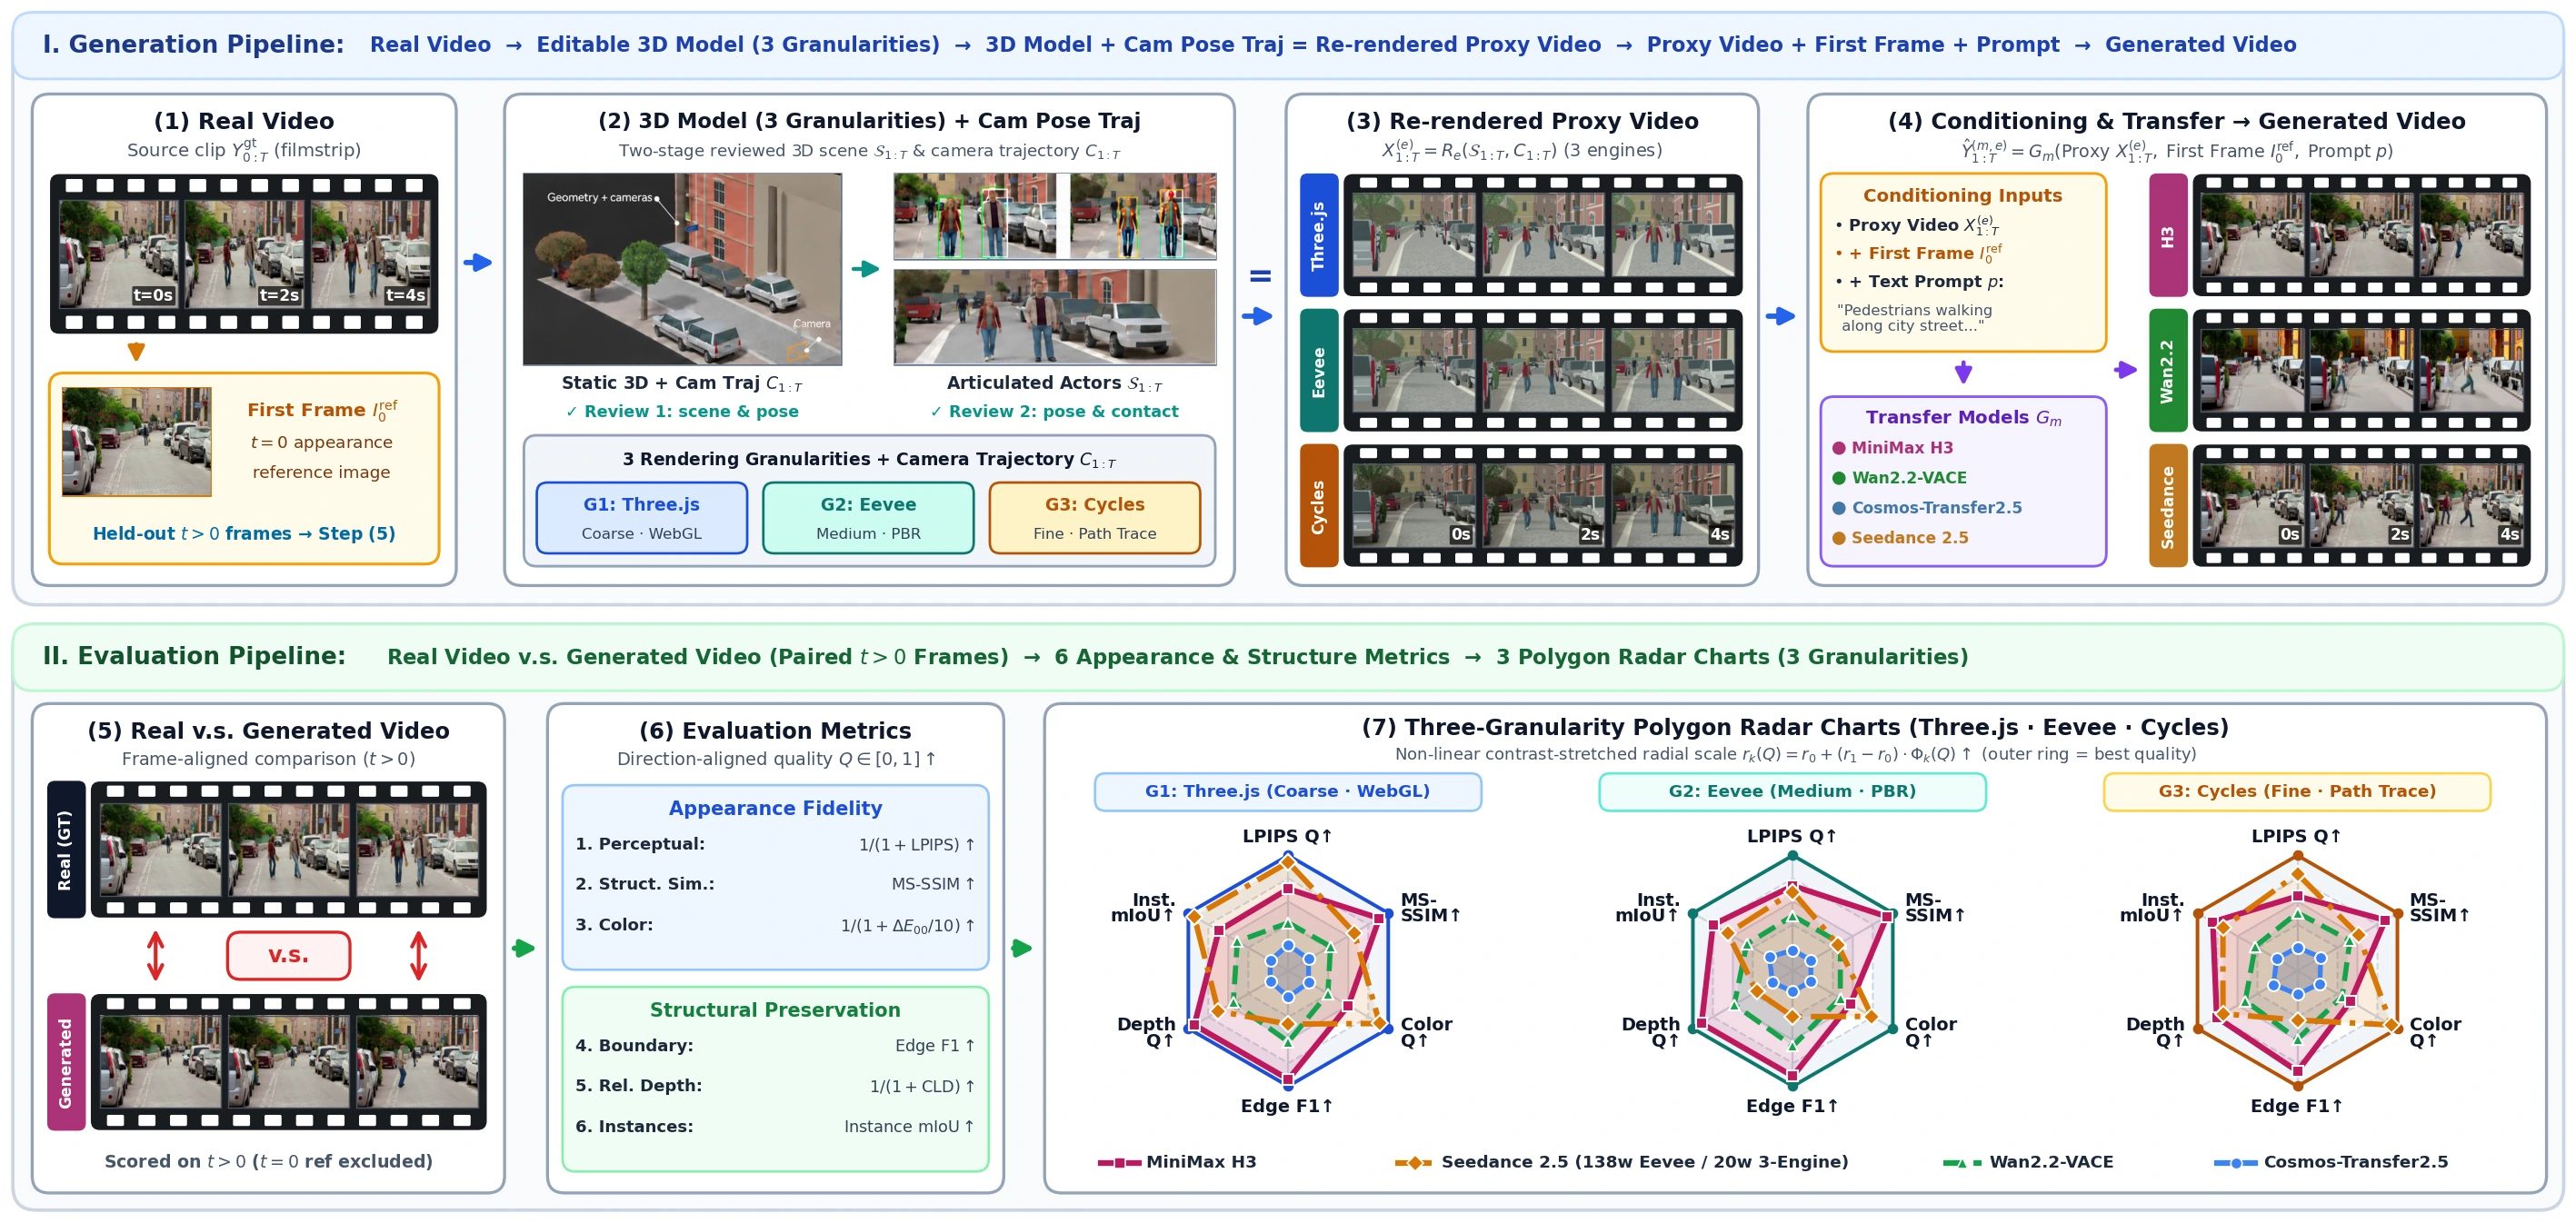 I. Generation Pipeline: Real Video → Editable 3D Model (3 Granularities) → 3D Model + Cam Pose Traj = Re-rendered Proxy Video → Proxy Video + First Frame + Prompt → Generated Video
(1) Real Video
Source clip Y^gt_0:T (filmstrip)
t=0s
t=2s
t=4s
First Frame I^ref_0
t = 0 appearance
reference image
Held-out t > 0 frames → Step (5)
(2) 3D Model (3 Granularities) + Cam Pose Traj
Two-stage reviewed 3D scene 𝒮_1:T & camera trajectory C_1:T
Geometry + cameras
Camera
Static 3D + Cam Traj C_1:T
✓ Review 1: scene & pose
Articulated Actors 𝒮_1:T
✓ Review 2: pose & contact
3 Rendering Granularities + Camera Trajectory C_1:T
G1: Three.js
Coarse · WebGL
G2: Eevee
Medium · PBR
G3: Cycles
Fine · Path Trace
=
(3) Re-rendered Proxy Video
X^(e)_1:T = R_e(𝒮_1:T, C_1:T) (3 engines)
Three.js
Eevee
Cycles
0s
2s
4s
(4) Conditioning & Transfer → Generated Video
Ŷ^(m,e)_1:T = G_m(Proxy X^(e)_1:T, First Frame I^ref_0, Prompt p)
Conditioning Inputs
• Proxy Video X^(e)_1:T
• + First Frame I^ref_0
• + Text Prompt p:
"Pedestrians walking
along city street..."
Transfer Models G_m
MiniMax H3
Wan2.2-VACE
Cosmos-Transfer2.5
Seedance 2.5
H3
Wan2.2
Seedance
0s
2s
4s
II. Evaluation Pipeline: Real Video v.s. Generated Video (Paired t > 0 Frames) → 6 Appearance & Structure Metrics → 3 Polygon Radar Charts (3 Granularities)
(5) Real v.s. Generated Video
Frame-aligned comparison (t > 0)
Real (GT)
v.s.
Generated
Scored on t > 0 (t = 0 ref excluded)
(6) Evaluation Metrics
Direction-aligned quality Q ∈ [0, 1] ↑
Appearance Fidelity
1. Perceptual: 1/(1 + LPIPS) ↑
2. Struct. Sim.: MS-SSIM ↑
3. Color: 1/(1 + ΔE_00/10) ↑
Structural Preservation
4. Boundary: Edge F1 ↑
5. Rel. Depth: 1/(1 + CLD) ↑
6. Instances: Instance mIoU ↑
(7) Three-Granularity Polygon Radar Charts (Three.js · Eevee · Cycles)
Non-linear contrast-stretched radial scale r_k(Q) = r_0 + (r_1 − r_0) · Φ_k(Q) ↑ (outer ring = best quality)
G1: Three.js (Coarse · WebGL)
LPIPS Q↑
MS-
SSIM↑
Color
Q↑
Edge F1↑
Depth
Q↑
Inst.
mIoU↑
G2: Eevee (Medium · PBR)
LPIPS Q↑
MS-
SSIM↑
Color
Q↑
Edge F1↑
Depth
Q↑
Inst.
mIoU↑
G3: Cycles (Fine · Path Trace)
LPIPS Q↑
MS-
SSIM↑
Color
Q↑
Edge F1↑
Depth
Q↑
Inst.
mIoU↑
MiniMax H3
Seedance 2.5 (138w Eevee / 20w 3-Engine)
Wan2.2-VACE
Cosmos-Transfer2.5